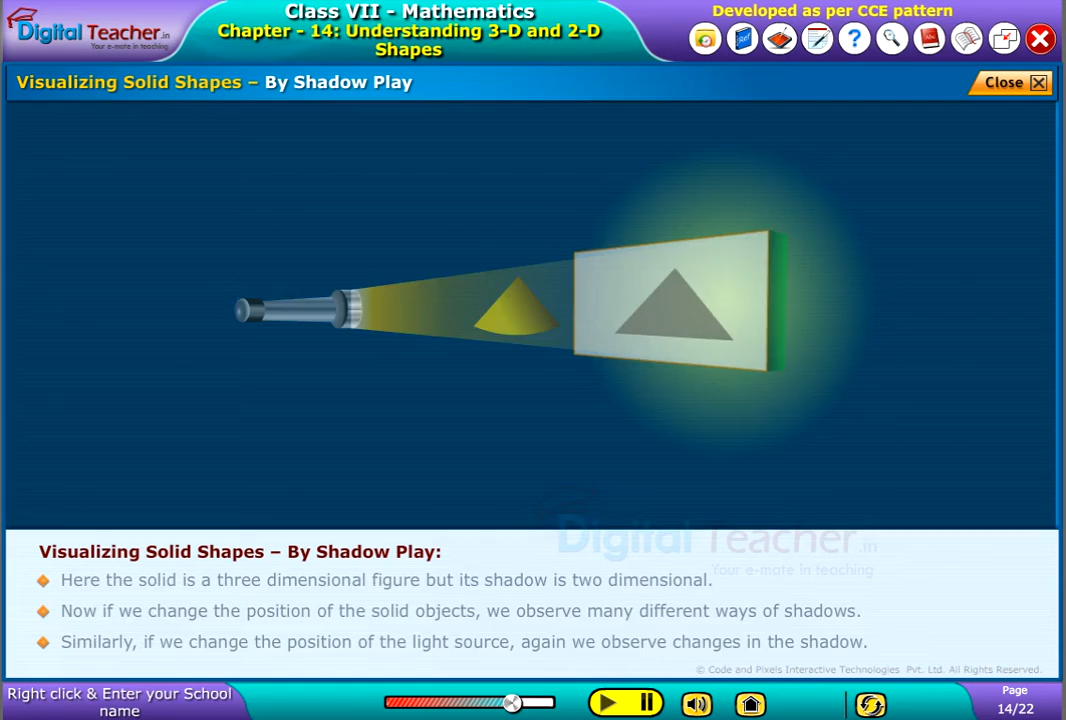 Digital Teacher.in
Your e-mate in teaching
Class VII - Mathematics
Chapter - 14: Understanding 3-D and 2-D
Shapes
Developed as per CCE pattern
Ref
ABC
?
Visualizing Solid Shapes – By Shadow Play
Close
Digital Teacher.in
Your e-mate in teaching
Visualizing Solid Shapes – By Shadow Play:
Here the solid is a three dimensional figure but its shadow is two dimensional.
Now if we change the position of the solid objects, we observe many different ways of shadows.
Similarly, if we change the position of the light source, again we observe changes in the shadow.
© Code and Pixels Interactive Technologies Pvt. Ltd. All Rights Reserved.
Right click & Enter your School
name
Page
14/22